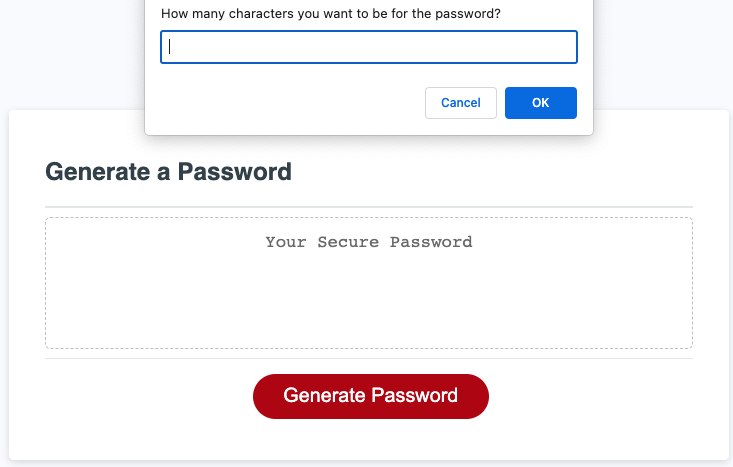 How many characters you want to be for the password?
Cancel OK
Generate a Password
Your Secure Password
Generate Password